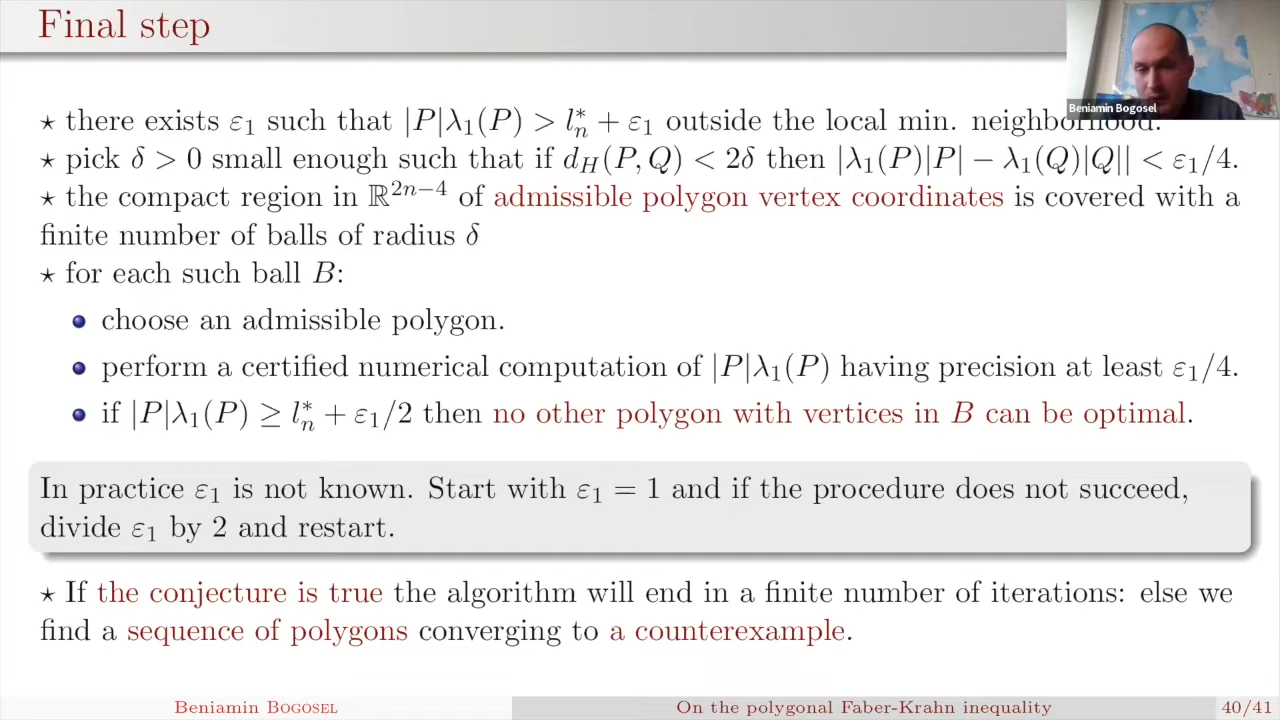 Final step
Beniamin Bogosel
⋆ there exists ε₁ such that |P|λ₁(P) > l*ₙ + ε₁ outside the local min. neighborhood.
⋆ pick δ > 0 small enough such that if d_H(P, Q) < 2δ then |λ₁(P)|P| − λ₁(Q)|Q|| < ε₁/4.
⋆ the compact region in ℝ²ⁿ⁻⁴ of admissible polygon vertex coordinates is covered with a
finite number of balls of radius δ
⋆ for each such ball B:
• choose an admissible polygon.
• perform a certified numerical computation of |P|λ₁(P) having precision at least ε₁/4.
• if |P|λ₁(P) ≥ l*ₙ + ε₁/2 then no other polygon with vertices in B can be optimal.
In practice ε₁ is not known. Start with ε₁ = 1 and if the procedure does not succeed,
divide ε₁ by 2 and restart.
⋆ If the conjecture is true the algorithm will end in a finite number of iterations: else we
find a sequence of polygons converging to a counterexample.
Beniamin Bogosel On the polygonal Faber-Krahn inequality 40/41